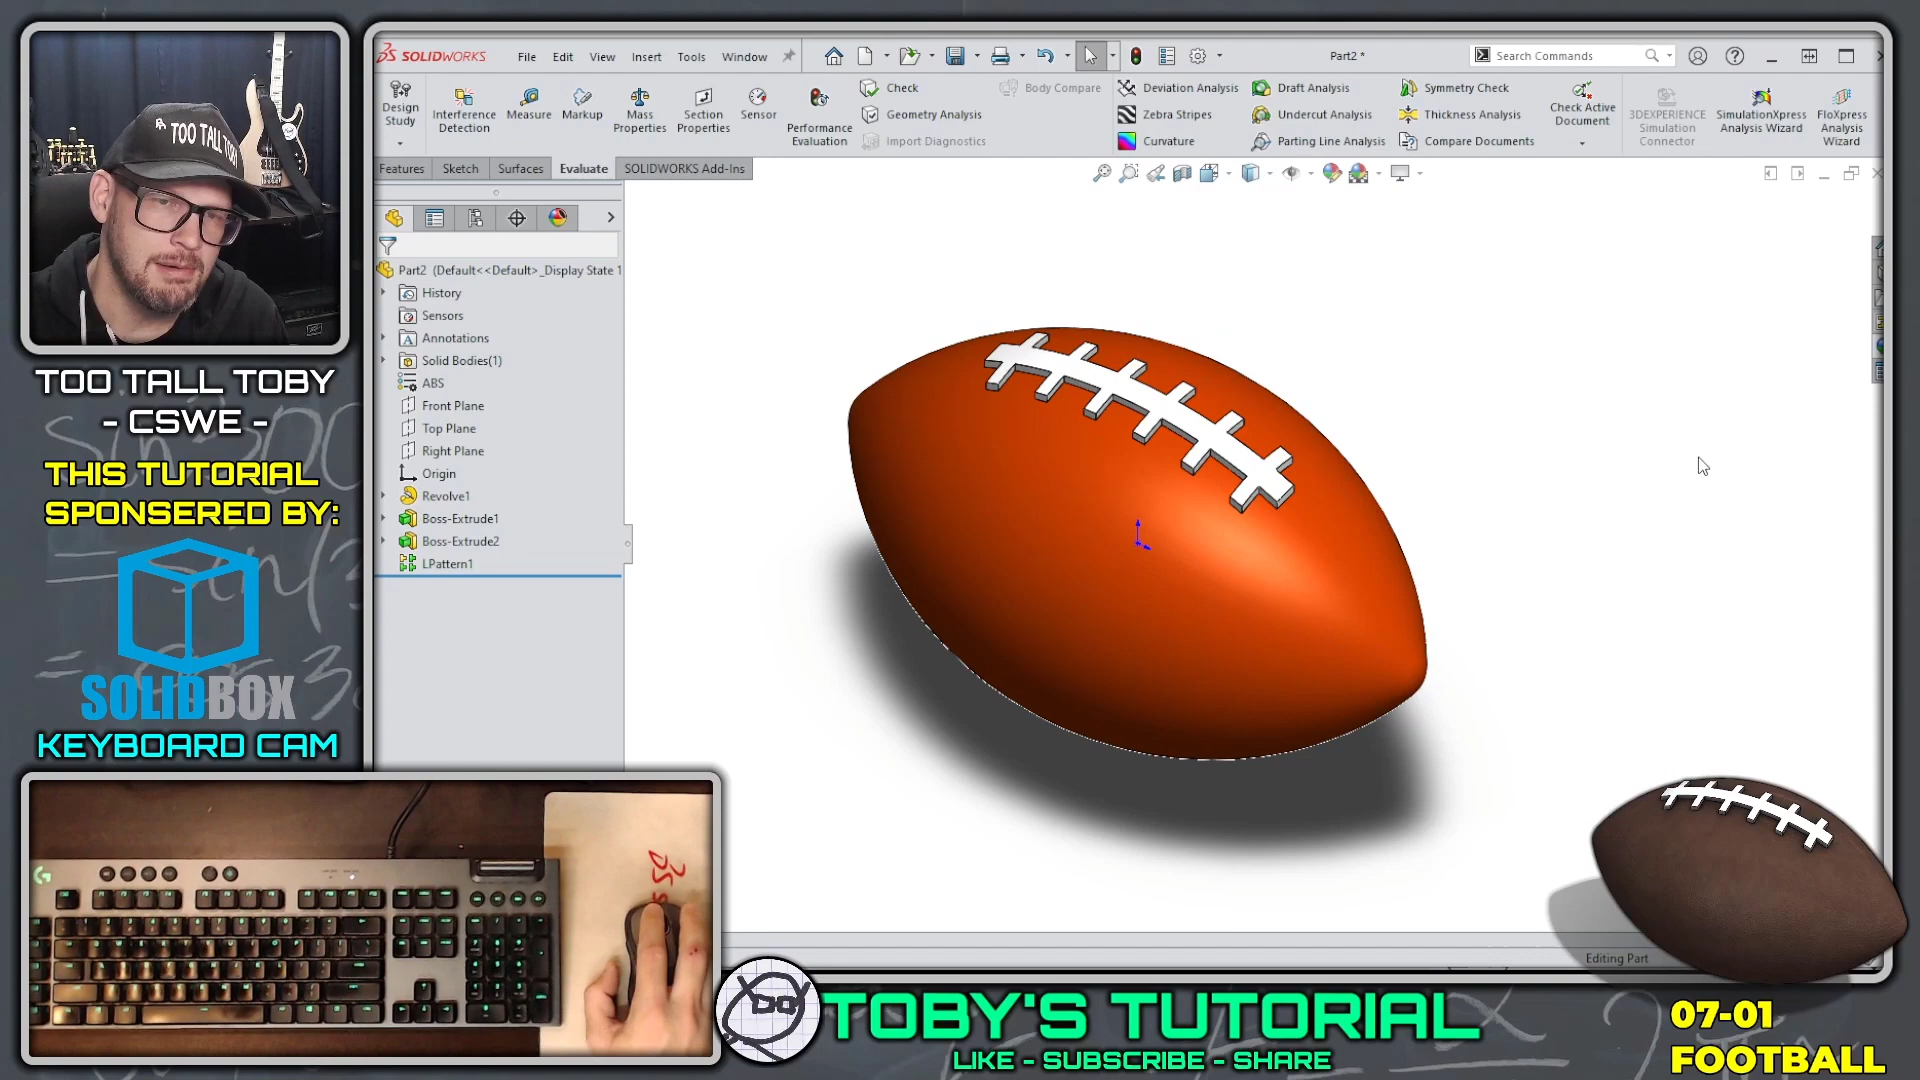 TOO TALL TOBY
TOO TALL TOBY
- CSWE -
THIS TUTORIAL
SPONSERED BY:
SOLIDBOX
KEYBOARD CAM
SOLIDWORKS
File Edit View Insert Tools Window
Part2 *
Search Commands
Design Study
Interference Detection
Measure
Markup
Mass Properties
Section Properties
Sensor
Performance Evaluation
Check
Geometry Analysis
Import Diagnostics
Body Compare
Deviation Analysis
Zebra Stripes
Curvature
Draft Analysis
Undercut Analysis
Parting Line Analysis
Symmetry Check
Thickness Analysis
Compare Documents
Check Active Document
3DEXPERIENCE Simulation Connector
SimulationXpress Analysis Wizard
FloXpress Analysis Wizard
Features Sketch Surfaces Evaluate SOLIDWORKS Add-Ins
Part2 (Default<<Default>_Display State 1
History
Sensors
Annotations
Solid Bodies(1)
ABS
Front Plane
Top Plane
Right Plane
Origin
Revolve1
Boss-Extrude1
Boss-Extrude2
LPattern1
Editing Part
TOBY'S TUTORIAL
LIKE - SUBSCRIBE - SHARE
07-01
FOOTBALL